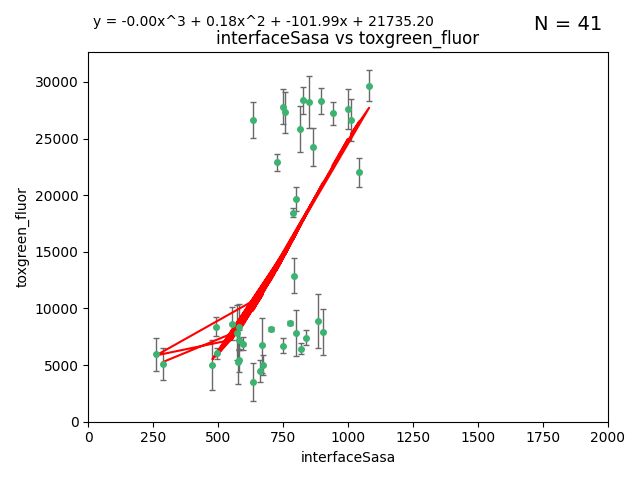 y = -0.00x^3 + 0.18x^2 + -101.99x + 21735.20
N = 41
interfaceSasa vs toxgreen_fluor
30000
25000
20000
15000
10000
5000
0
toxgreen_fluor
0 250 500 750 1000 1250 1500 1750 2000
interfaceSasa